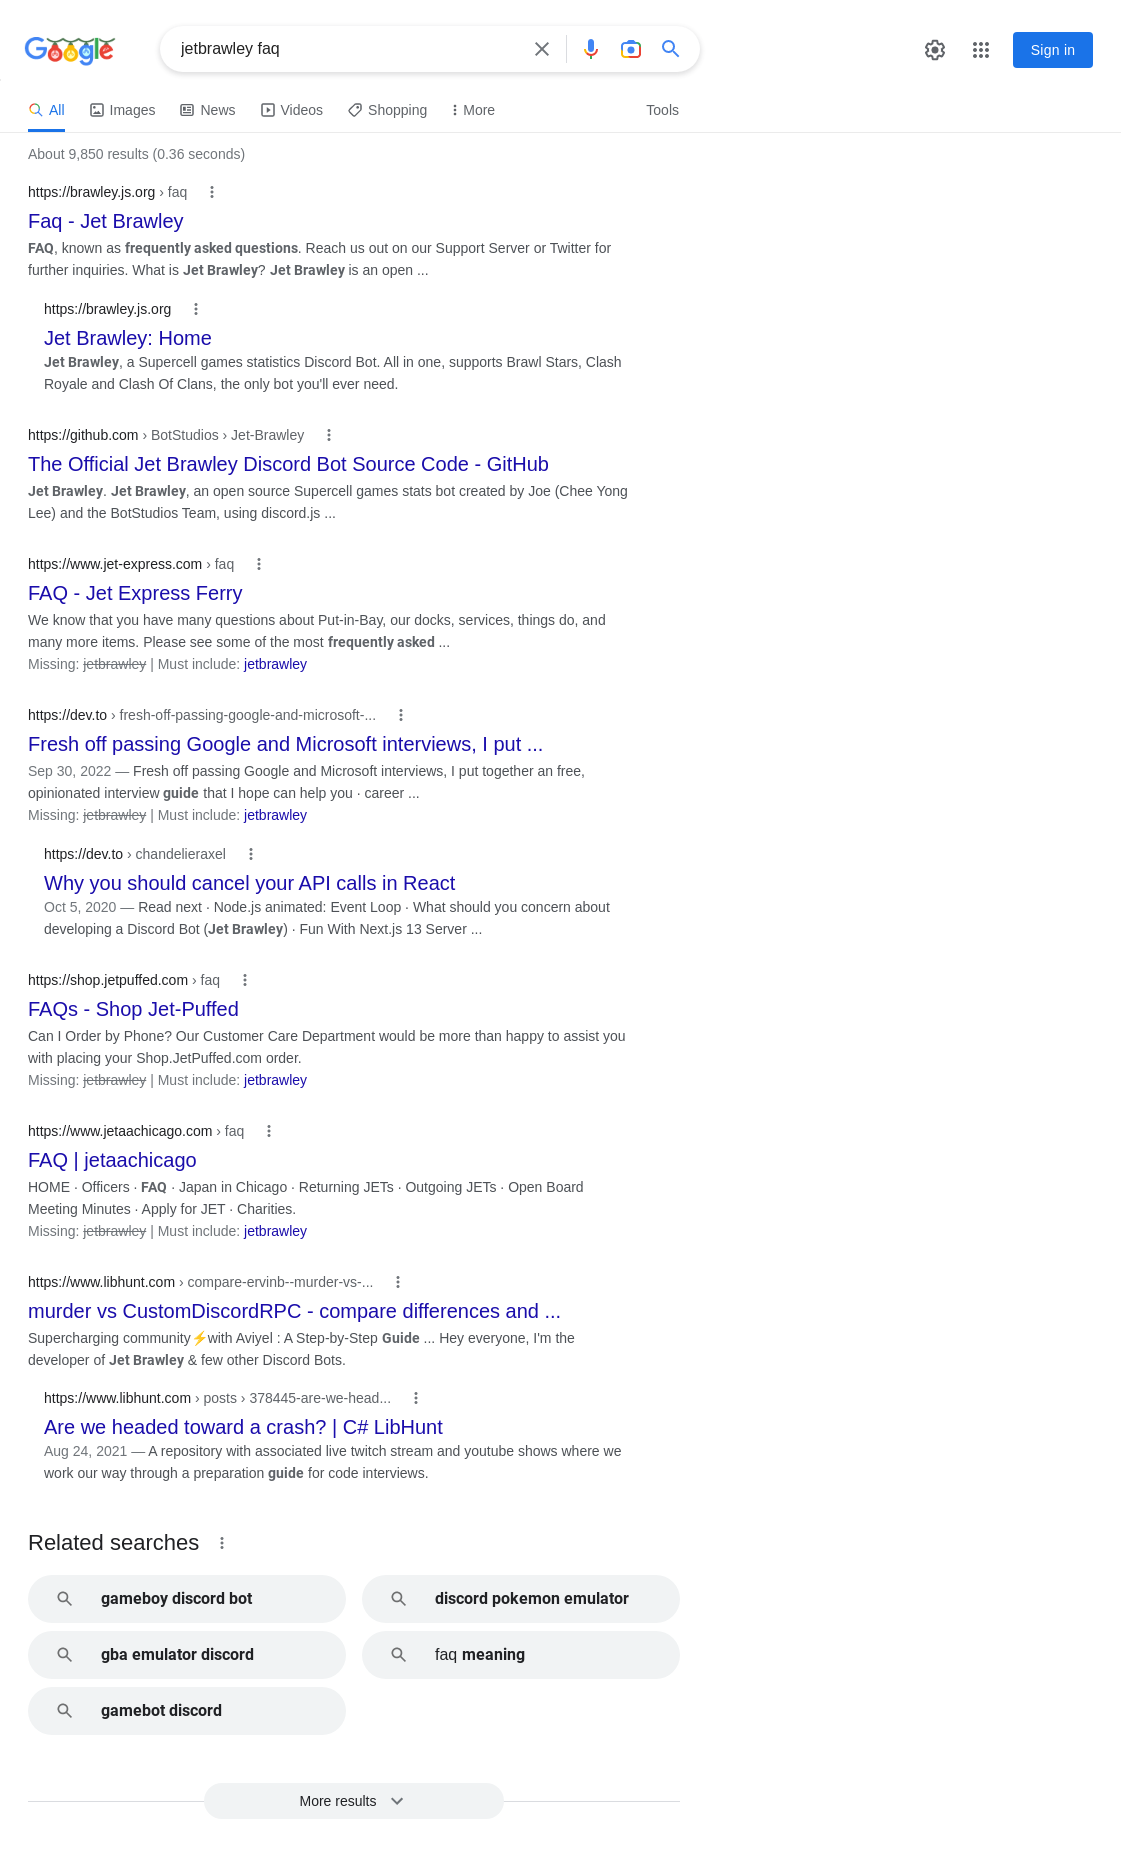 Google
jetbrawley faq
Sign in
All Images News Videos Shopping More Tools
About 9,850 results (0.36 seconds)
https://brawley.js.org › faq
Faq - Jet Brawley
FAQ, known as frequently asked questions. Reach us out on our Support Server or Twitter for
further inquiries. What is Jet Brawley? Jet Brawley is an open ...
https://brawley.js.org
Jet Brawley: Home
Jet Brawley, a Supercell games statistics Discord Bot. All in one, supports Brawl Stars, Clash
Royale and Clash Of Clans, the only bot you'll ever need.
https://github.com › BotStudios › Jet-Brawley
The Official Jet Brawley Discord Bot Source Code - GitHub
Jet Brawley. Jet Brawley, an open source Supercell games stats bot created by Joe (Chee Yong
Lee) and the BotStudios Team, using discord.js ...
https://www.jet-express.com › faq
FAQ - Jet Express Ferry
We know that you have many questions about Put-in-Bay, our docks, services, things do, and
many more items. Please see some of the most frequently asked ...
Missing: jetbrawley | Must include: jetbrawley
https://dev.to › fresh-off-passing-google-and-microsoft-...
Fresh off passing Google and Microsoft interviews, I put ...
Sep 30, 2022 — Fresh off passing Google and Microsoft interviews, I put together an free,
opinionated interview guide that I hope can help you · career ...
Missing: jetbrawley | Must include: jetbrawley
https://dev.to › chandelieraxel
Why you should cancel your API calls in React
Oct 5, 2020 — Read next · Node.js animated: Event Loop · What should you concern about
developing a Discord Bot (Jet Brawley) · Fun With Next.js 13 Server ...
https://shop.jetpuffed.com › faq
FAQs - Shop Jet-Puffed
Can I Order by Phone? Our Customer Care Department would be more than happy to assist you
with placing your Shop.JetPuffed.com order.
Missing: jetbrawley | Must include: jetbrawley
https://www.jetaachicago.com › faq
FAQ | jetaachicago
HOME · Officers · FAQ · Japan in Chicago · Returning JETs · Outgoing JETs · Open Board
Meeting Minutes · Apply for JET · Charities.
Missing: jetbrawley | Must include: jetbrawley
https://www.libhunt.com › compare-ervinb--murder-vs-...
murder vs CustomDiscordRPC - compare differences and ...
Supercharging community⚡with Aviyel : A Step-by-Step Guide ... Hey everyone, I'm the
developer of Jet Brawley & few other Discord Bots.
https://www.libhunt.com › posts › 378445-are-we-head...
Are we headed toward a crash? | C# LibHunt
Aug 24, 2021 — A repository with associated live twitch stream and youtube shows where we
work our way through a preparation guide for code interviews.
Related searches
gameboy discord bot
discord pokemon emulator
gba emulator discord
faq meaning
gamebot discord
More results